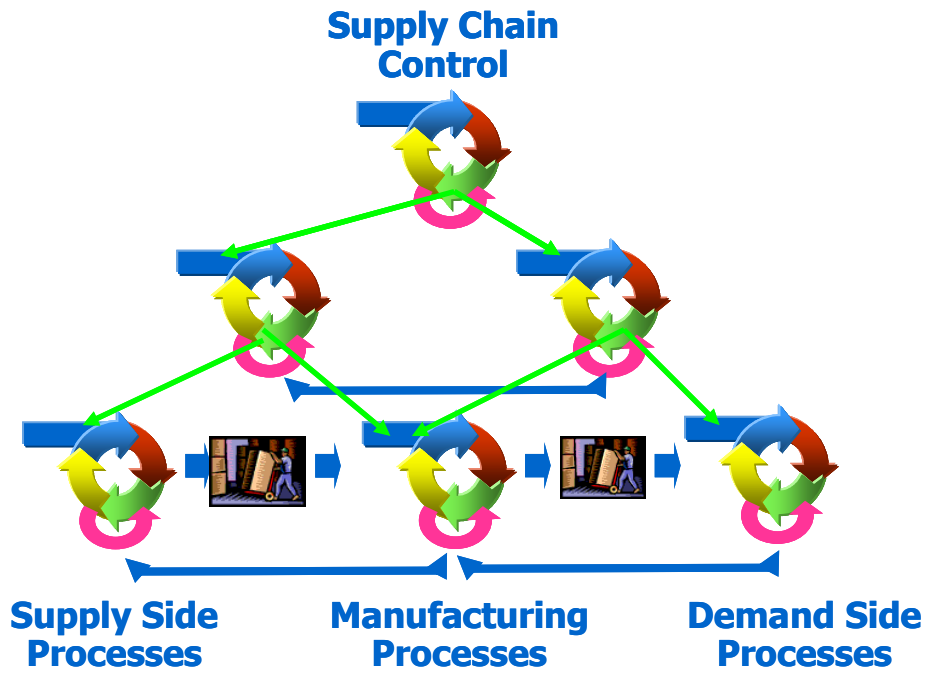 Supply Chain
Control
Supply Side
Processes
Manufacturing
Processes
Demand Side
Processes